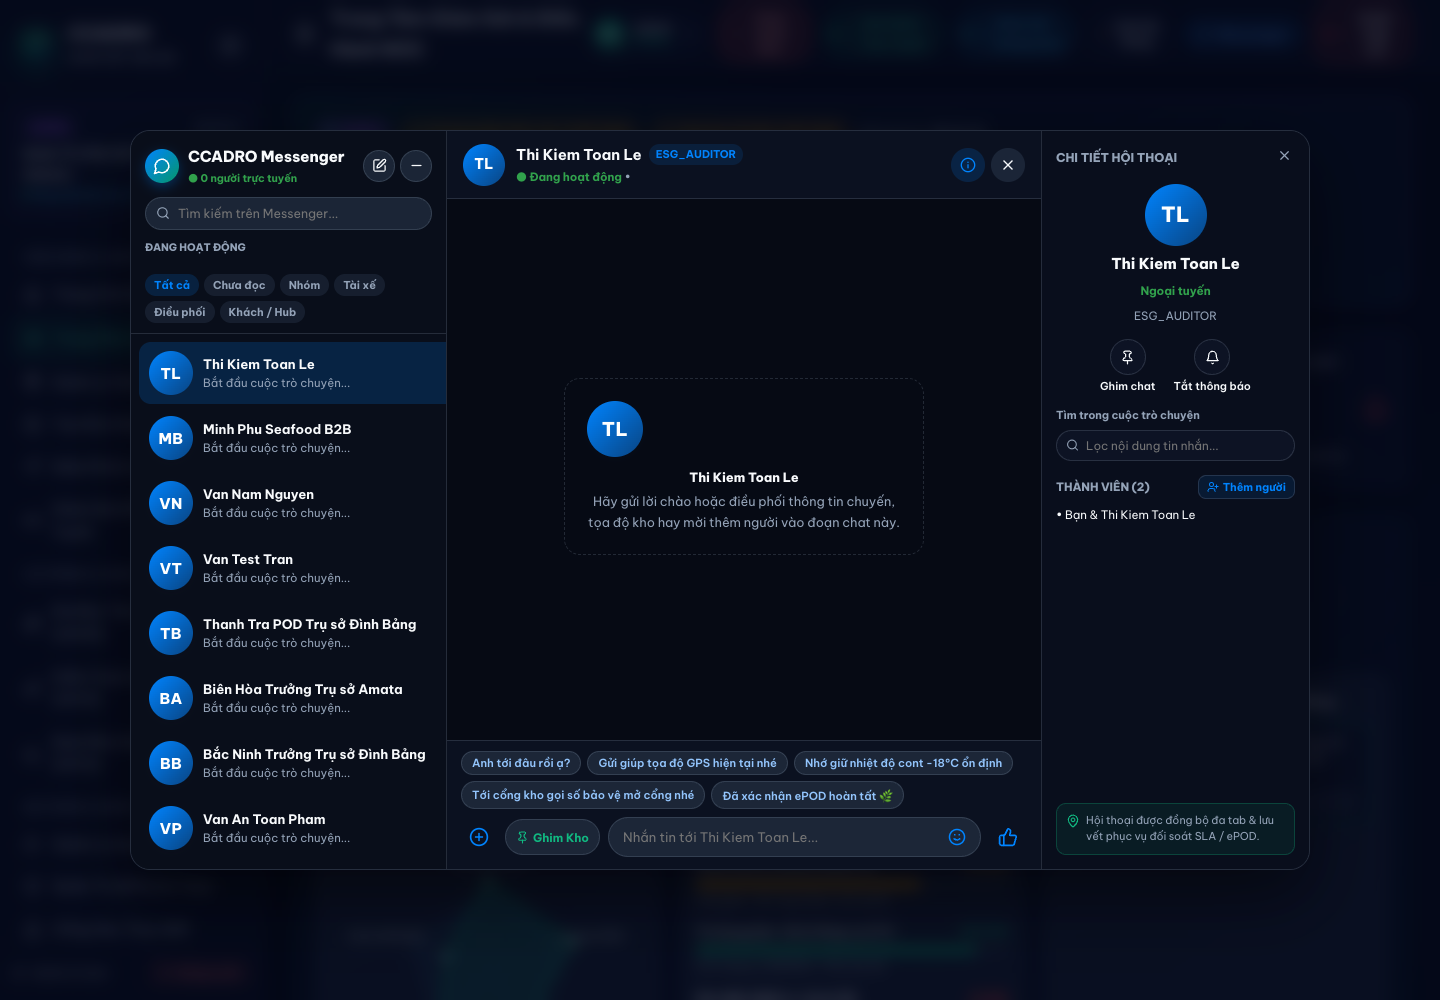 CCADRO Messenger
0 người trực tuyến
Tìm kiếm trên Messenger...
ĐANG HOẠT ĐỘNG
Tất cả
Chưa đọc
Nhóm
Tài xế
Điều phối
Khách / Hub
TL
Thi Kiem Toan Le
Bắt đầu cuộc trò chuyện...
MB
Minh Phu Seafood B2B
Bắt đầu cuộc trò chuyện...
VN
Van Nam Nguyen
Bắt đầu cuộc trò chuyện...
VT
Van Test Tran
Bắt đầu cuộc trò chuyện...
TB
Thanh Tra POD Trụ sở Đình Bảng
Bắt đầu cuộc trò chuyện...
BA
Biên Hòa Trưởng Trụ sở Amata
Bắt đầu cuộc trò chuyện...
BB
Bắc Ninh Trưởng Trụ sở Đình Bảng
Bắt đầu cuộc trò chuyện...
VP
Van An Toan Pham
Bắt đầu cuộc trò chuyện...
TL
Thi Kiem Toan Le ESG_AUDITOR
Đang hoạt động •
TL
Thi Kiem Toan Le
Hãy gửi lời chào hoặc điều phối thông tin chuyến,
tọa độ kho hay mời thêm người vào đoạn chat này.
Anh tới đâu rồi ạ?
Gửi giúp tọa độ GPS hiện tại nhé
Nhớ giữ nhiệt độ cont -18°C ổn định
Tới cổng kho gọi số bảo vệ mở cổng nhé
Đã xác nhận ePOD hoàn tất 🌿
Ghim Kho
Nhắn tin tới Thi Kiem Toan Le...
CHI TIẾT HỘI THOẠI
TL
Thi Kiem Toan Le
Ngoại tuyến
ESG_AUDITOR
Ghim chat
Tắt thông báo
Tìm trong cuộc trò chuyện
Lọc nội dung tin nhắn...
THÀNH VIÊN (2)
Thêm người
• Bạn & Thi Kiem Toan Le
Hội thoại được đồng bộ đa tab & lưu
vết phục vụ đối soát SLA / ePOD.